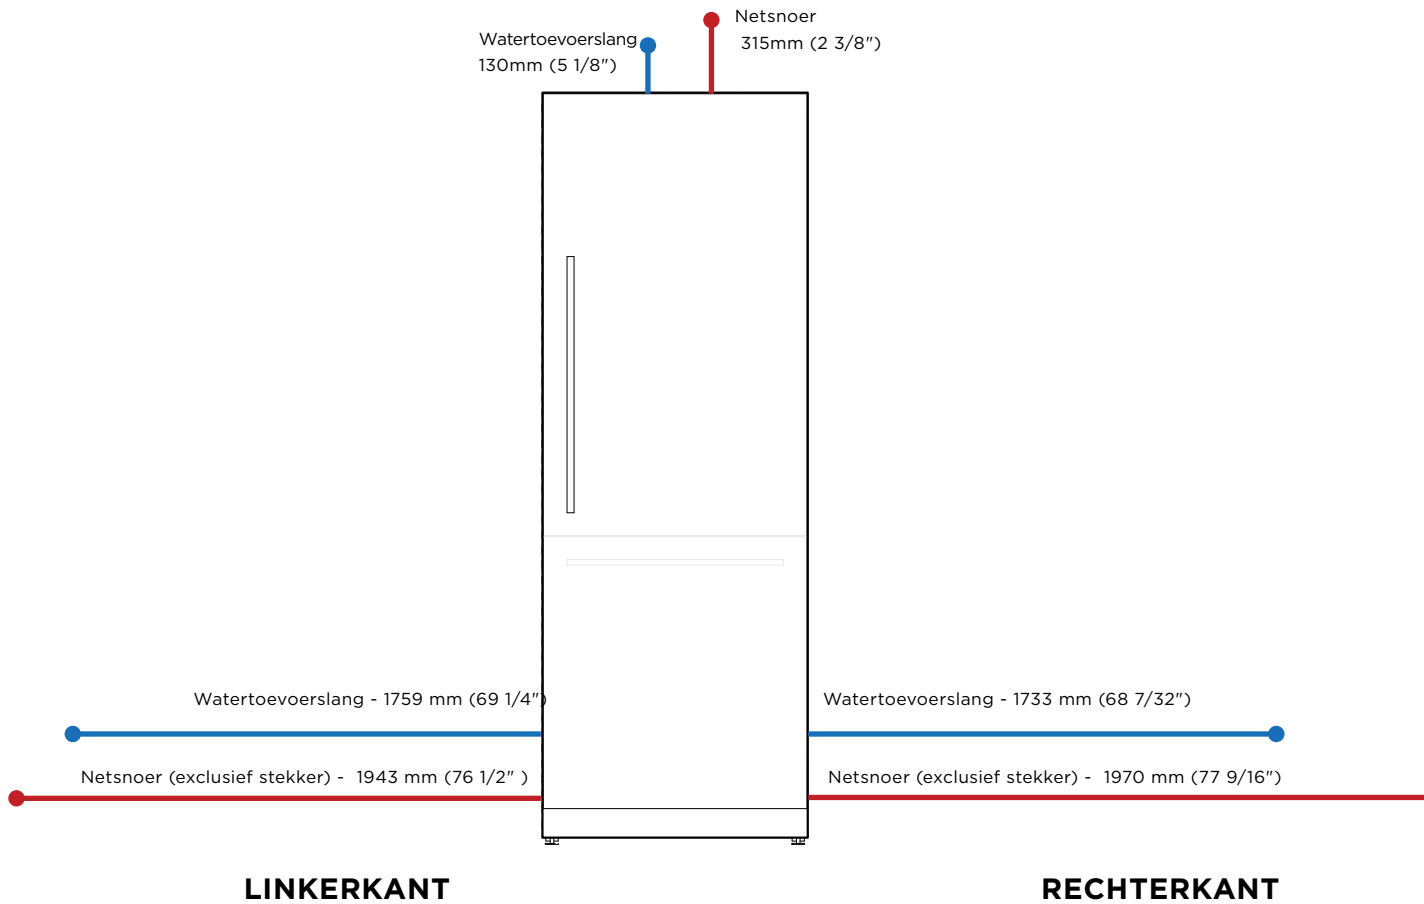 Netsnoer
315mm (2 3/8")
Watertoevoerslang
130mm (5 1/8")
Watertoevoerslang - 1759 mm (69 1/4")
Watertoevoerslang - 1733 mm (68 7/32")
Netsnoer (exclusief stekker) - 1943 mm (76 1/2" )
Netsnoer (exclusief stekker) - 1970 mm (77 9/16")
LINKERKANT
RECHTERKANT